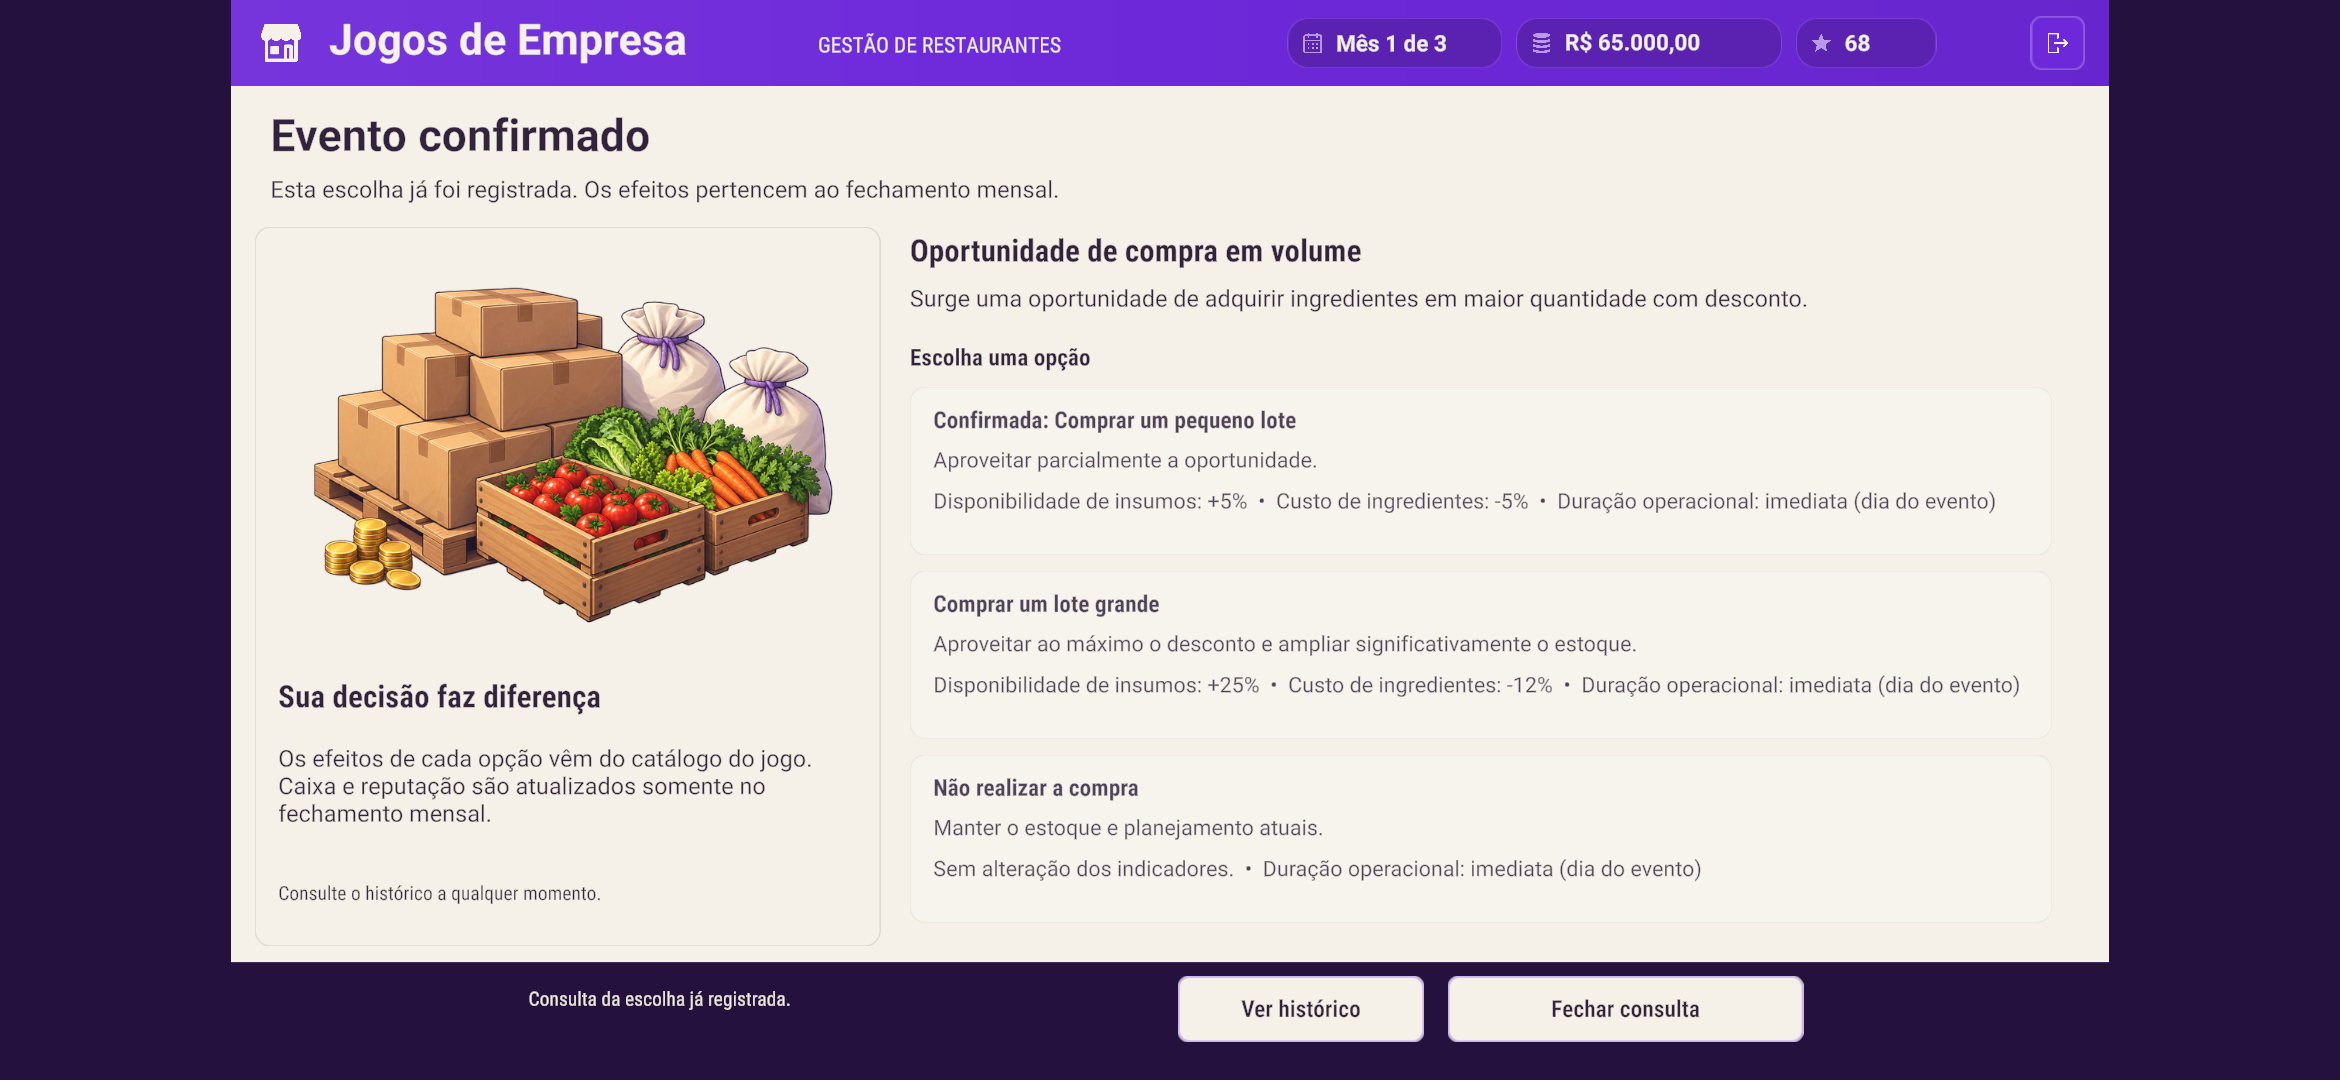 Jogos de Empresa
GESTÃO DE RESTAURANTES
Mês 1 de 3
R$ 65.000,00
68
Evento confirmado
Esta escolha já foi registrada. Os efeitos pertencem ao fechamento mensal.
Sua decisão faz diferença
Os efeitos de cada opção vêm do catálogo do jogo.
Caixa e reputação são atualizados somente no
fechamento mensal.
Consulte o histórico a qualquer momento.
Oportunidade de compra em volume
Surge uma oportunidade de adquirir ingredientes em maior quantidade com desconto.
Escolha uma opção
Confirmada: Comprar um pequeno lote
Aproveitar parcialmente a oportunidade.
Disponibilidade de insumos: +5% • Custo de ingredientes: -5% • Duração operacional: imediata (dia do evento)
Comprar um lote grande
Aproveitar ao máximo o desconto e ampliar significativamente o estoque.
Disponibilidade de insumos: +25% • Custo de ingredientes: -12% • Duração operacional: imediata (dia do evento)
Não realizar a compra
Manter o estoque e planejamento atuais.
Sem alteração dos indicadores. • Duração operacional: imediata (dia do evento)
Consulta da escolha já registrada.
Ver histórico
Fechar consulta